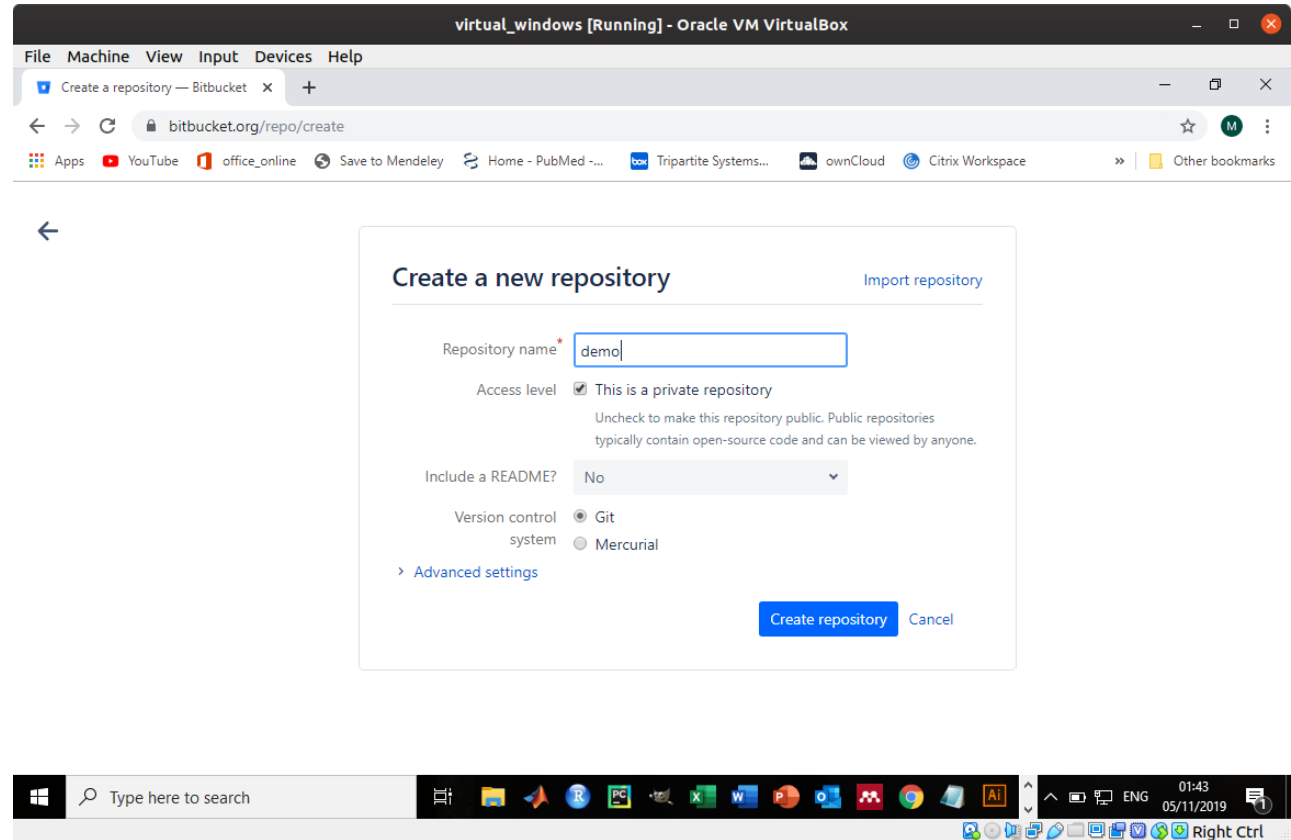 virtual_windows [Running] - Oracle VM VirtualBox
File Machine View Input Devices Help
Create a repository — Bitbucket
bitbucket.org/repo/create
M
Apps YouTube office_online Save to Mendeley Home - PubMed -... box Tripartite Systems... ownCloud Citrix Workspace » Other bookmarks
Create a new repository Import repository
Repository name* demo
Access level This is a private repository
Uncheck to make this repository public. Public repositories
typically contain open-source code and can be viewed by anyone.
Include a README? No
Version control Git
system Mercurial
Advanced settings
Create repository Cancel
Type here to search R PC Ai ENG 01:43
05/11/2019
1
Right Ctrl